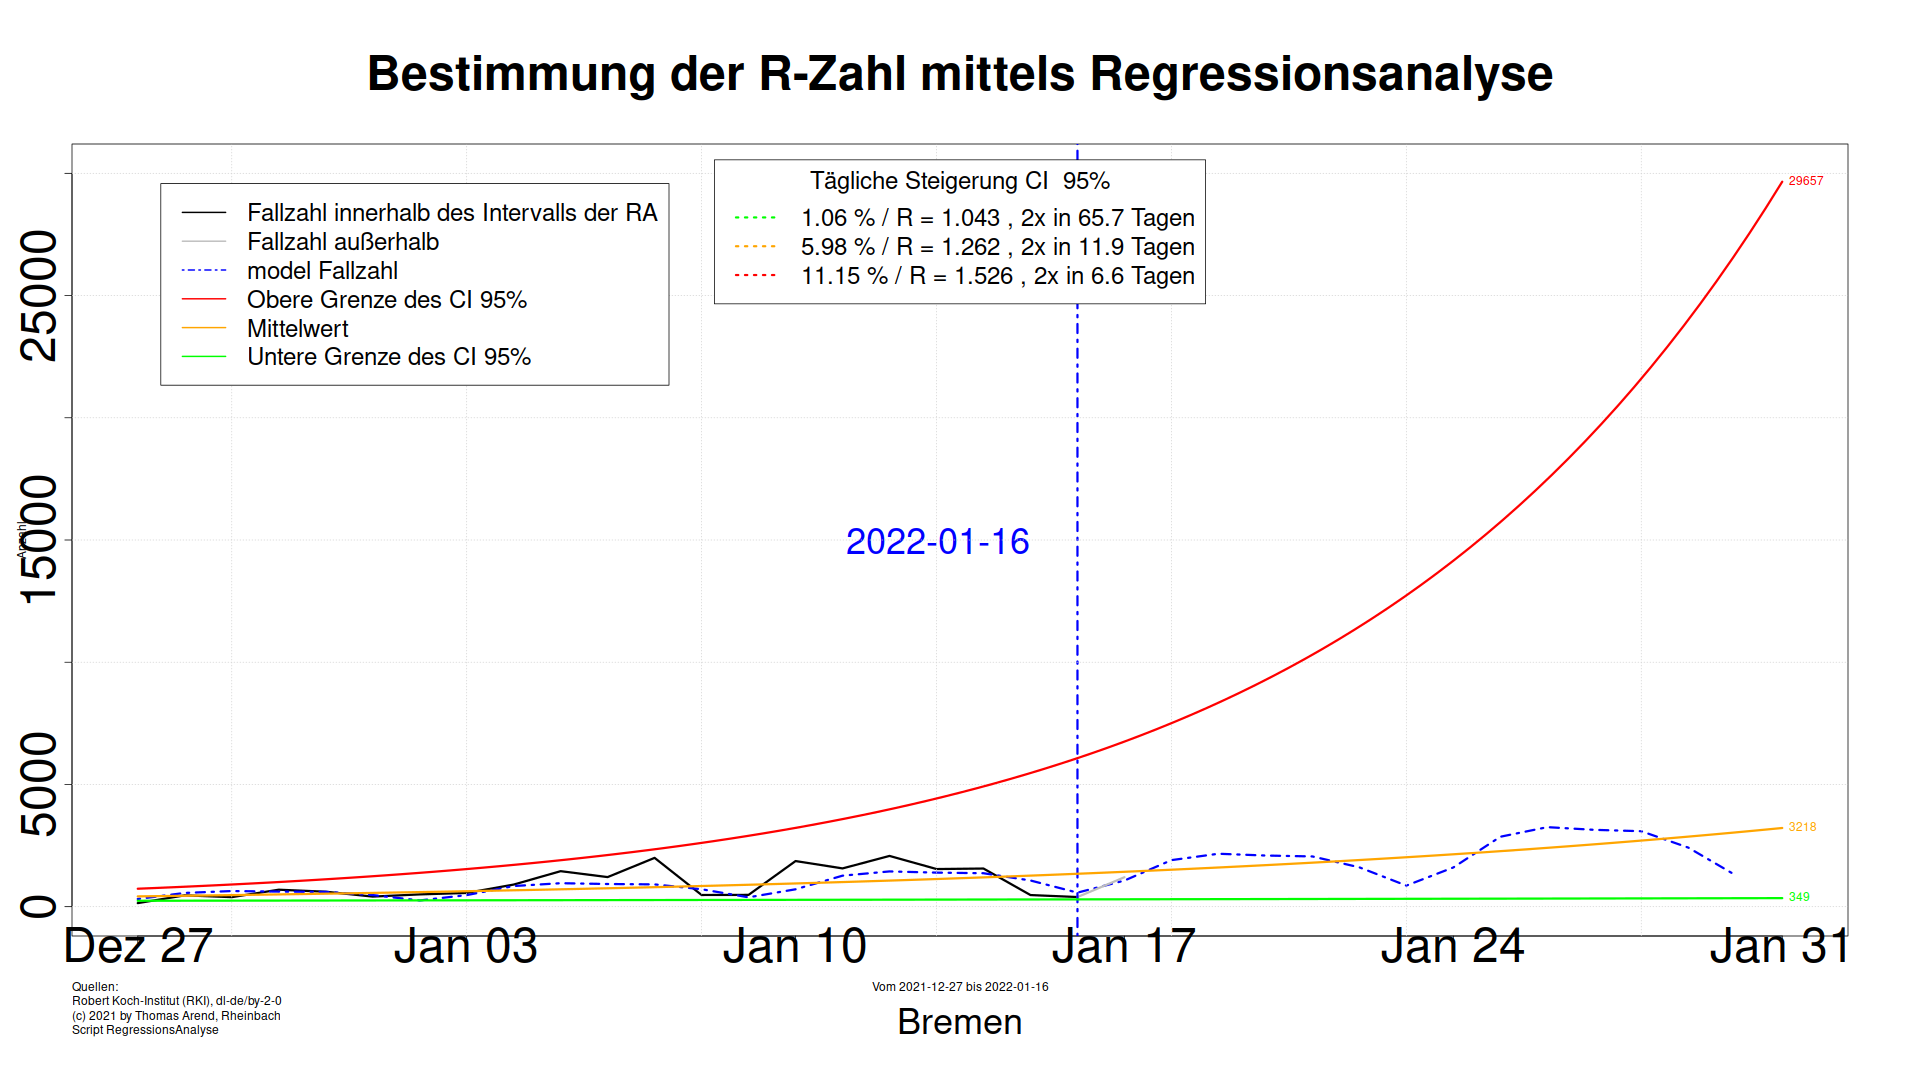 Bestimmung der R-Zahl mittels Regressionsanalyse
Fallzahl innerhalb des Intervalls der RA
Fallzahl außerhalb
model Fallzahl
Obere Grenze des CI 95%
Mittelwert
Untere Grenze des CI 95%
Tägliche Steigerung CI  95%
1.06 % / R = 1.043 , 2x in 65.7 Tagen
5.98 % / R = 1.262 , 2x in 11.9 Tagen
11.15 % / R = 1.526 , 2x in 6.6 Tagen
29657
3218
349
2022-01-16
Anzahl
25000
15000
5000
0
Dez 27
Jan 03
Jan 10
Jan 17
Jan 24
Jan 31
Quellen:
Robert Koch-Institut (RKI), dl-de/by-2-0
(c) 2021 by Thomas Arend, Rheinbach
Script RegressionsAnalyse
Vom 2021-12-27 bis 2022-01-16
Bremen